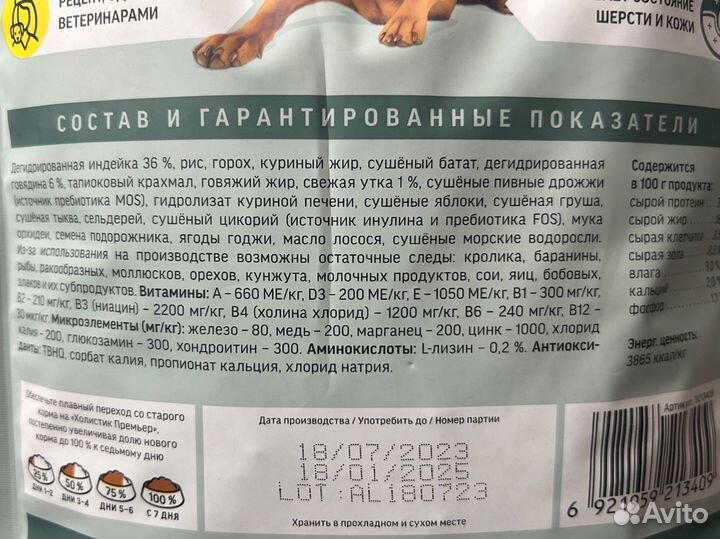 ВЕТЕРИНАРАМИ
СОСТОЯНИЕ
ШЕРСТИ И КОЖИ
СОСТАВ И ГАРАНТИРОВАННЫЕ ПОКАЗАТЕЛИ
Дегидрированная индейка 36 %, рис, горох, куриный жир, сушёный батат, дегидрированная
говядина 6 %, тапиоковый крахмал, говяжий жир, свежая утка 1 %, сушёные пивные дрожжи
(источник пребиотика MOS), гидролизат куриной печени, сушёные яблоки, сушёная груша,
сушёная тыква, сельдерей, сушёный цикорий (источник инулина и пребиотика FOS), мука
орхидеи, семена подорожника, ягоды годжи, масло лосося, сушёные морские водоросли.
Из-за использования на производстве возможны остаточные следы: кролика, баранины,
рыбы, ракообразных, моллюсков, орехов, кунжута, молочных продуктов, сои, яиц, бобовых,
злаков и их субпродуктов. Витамины: А – 660 МЕ/кг, D3 – 200 МЕ/кг, Е – 1050 МЕ/кг, В1 – 300 мг/кг,
В2 – 210 мг/кг, В3 (ниацин) – 2200 мг/кг, В4 (холина хлорид) – 1200 мг/кг, В6 – 240 мг/кг, В12 –
30 мкг/кг. Микроэлементы (мг/кг): железо – 80, медь – 200, марганец – 200, цинк – 1000, хлорид
калия – 200, глюкозамин – 300, хондроитин – 300. Аминокислоты: L-лизин – 0,2 %. Антиокси-
данты: TBHQ, сорбат калия, пропионат кальция, хлорид натрия.
Содержится
в 100 г продукта:
сырой протеин
сырой жир
сырая клетчатка
сырая зола
влага
кальций
фосфор
Энерг. ценность:
3865 ккал/кг
Обеспечьте плавный переход со старого
корма на «Холистик Премьер»,
постепенно увеличивая долю нового
корма до 100 % к седьмому дню
25 % 50 % 75 % 100 %
ДНИ 1–2 ДНИ 3–4 ДНИ 5–6 С 7 ДНЯ
Дата производства / Употребить до / Номер партии
18/07/2023
18/01/2025
LOT: AL180723
Хранить в прохладном и сухом месте
Артикул:
6 921059 213409
Avito